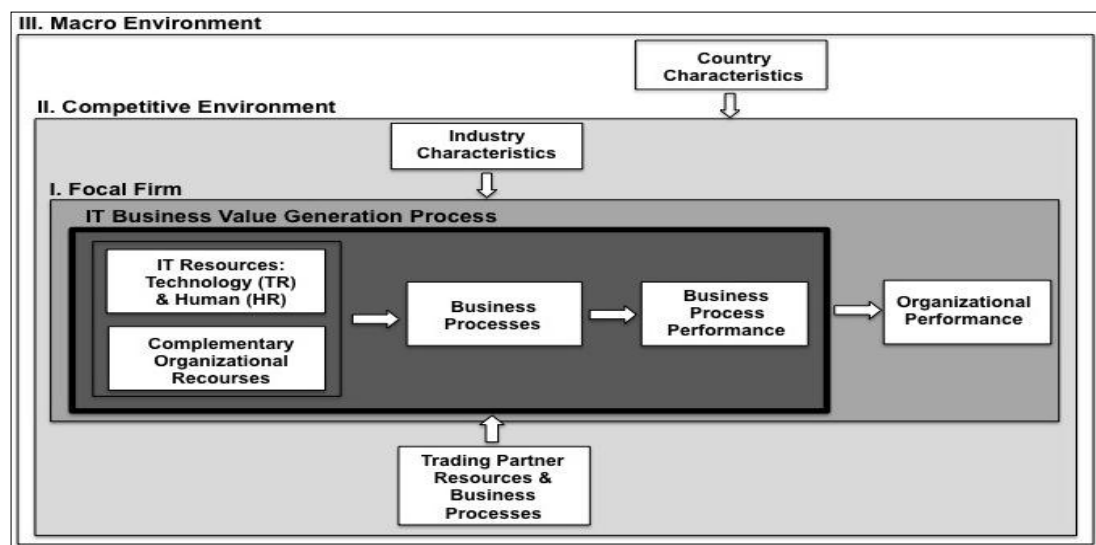 III. Macro Environment
Country
Characteristics
II. Competitive Environment
Industry
Characteristics
I. Focal Firm
IT Business Value Generation Process
IT Resources:
Technology (TR)
& Human (HR)
Complementary
Organizational
Recourses
Business
Processes
Business
Process
Performance
Organizational
Performance
Trading Partner
Resources &
Business
Processes